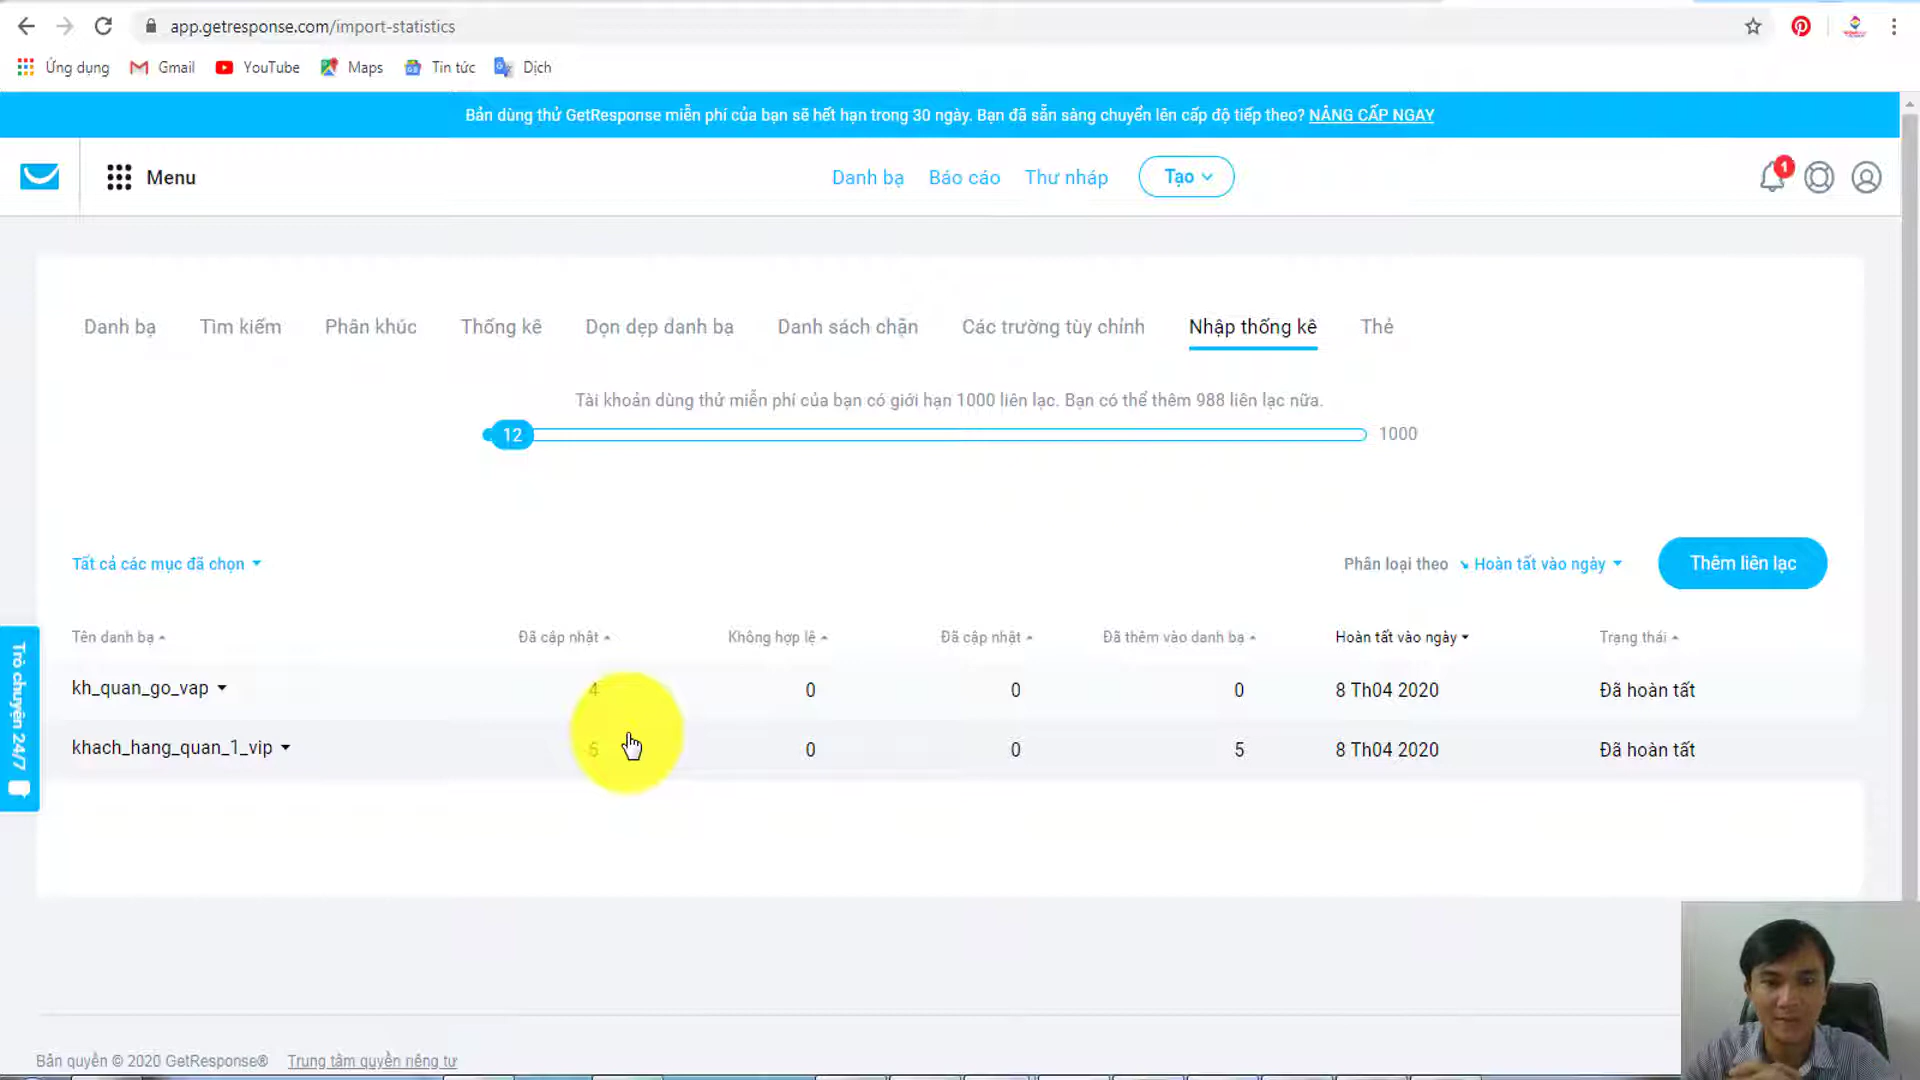 app.getresponse.com/import-statistics
Ứng dụng Gmail YouTube Maps Tin tức Dịch
Bản dùng thử GetResponse miễn phí của bạn sẽ hết hạn trong 30 ngày. Bạn đã sẵn sàng chuyển lên cấp độ tiếp theo? NÂNG CẤP NGAY
Menu Danh bạ Báo cáo Thư nháp Tạo 1
Danh bạ Tìm kiếm Phân khúc Thống kê Dọn dẹp danh bạ Danh sách chặn Các trường tùy chỉnh Nhập thống kê Thẻ
Tài khoản dùng thử miễn phí của bạn có giới hạn 1000 liên lạc. Bạn có thể thêm 988 liên lạc nữa.
12 1000
Tất cả các mục đã chọn Phân loại theo Hoàn tất vào ngày Thêm liên lạc
Tên danh bạ Đã cập nhật Không hợp lệ Đã cập nhật Đã thêm vào danh bạ Hoàn tất vào ngày Trạng thái
kh_quan_go_vap 4 0 0 0 8 Th04 2020 Đã hoàn tất
khach_hang_quan_1_vip 5 0 0 5 8 Th04 2020 Đã hoàn tất
Trò chuyện 24/7
Bản quyền © 2020 GetResponse® Trung tâm quyền riêng tư